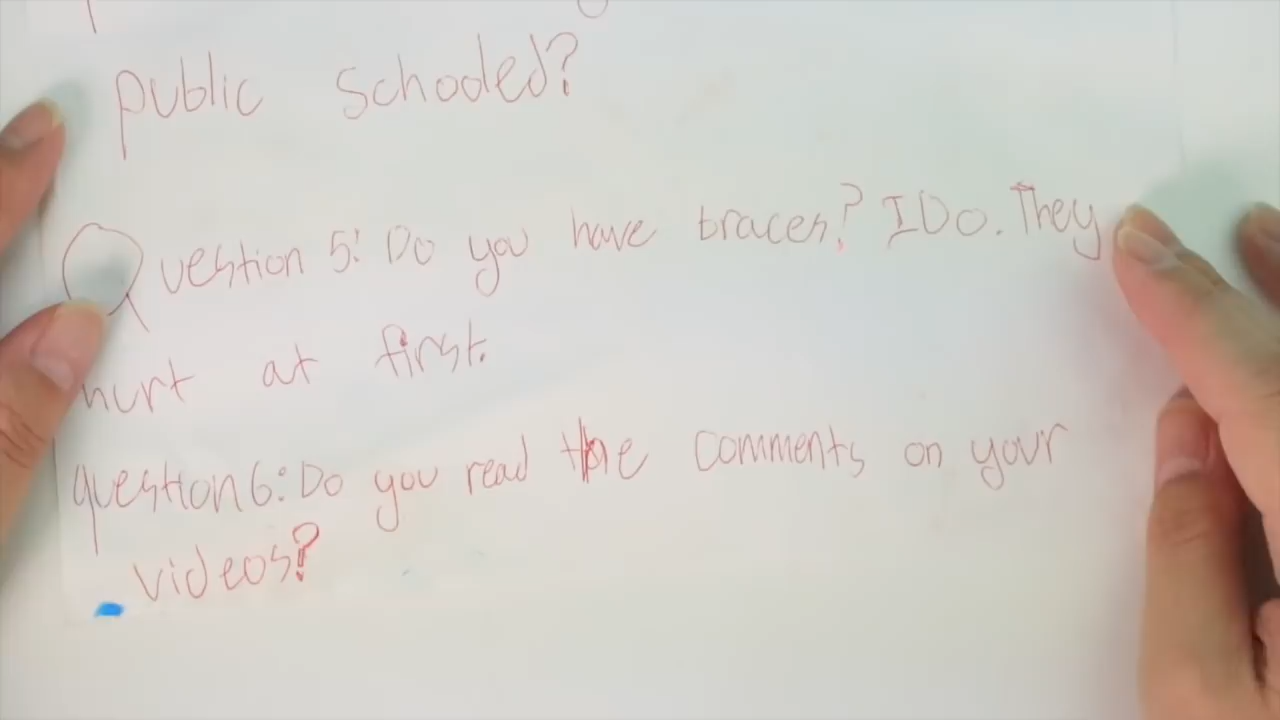 public schooled?
Question 5: Do you have braces? I Do. They
hurt at first.
question 6: Do you read the comments on your
videos?